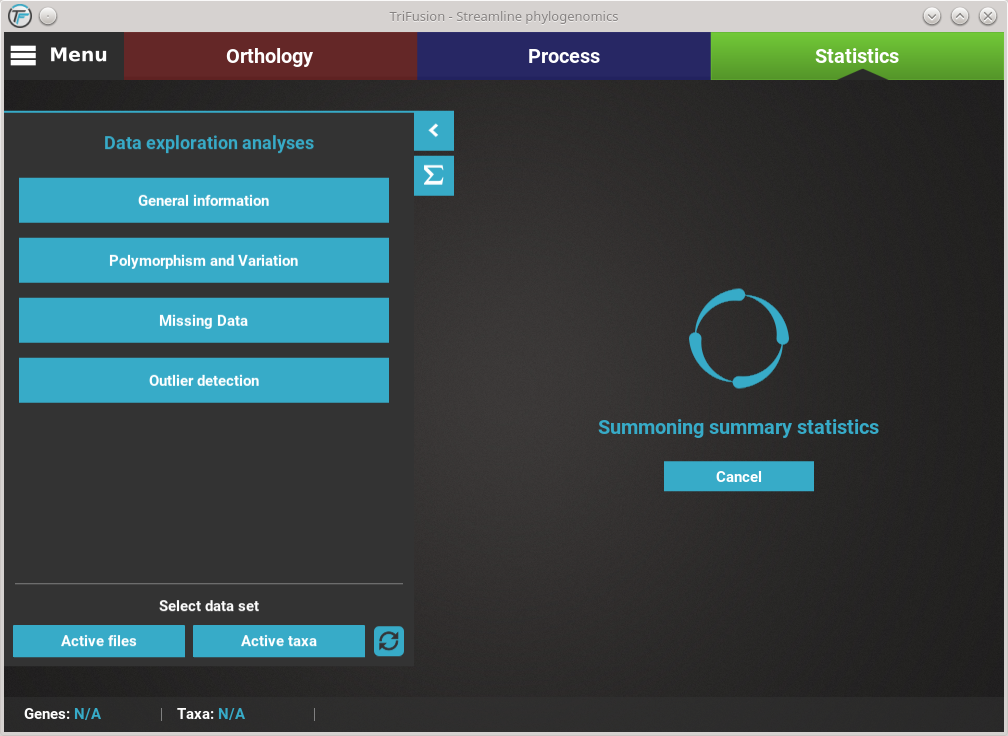 TriFusion - Streamline phylogenomics
Menu
Orthology
Process
Statistics
Data exploration analyses
Σ
General information
Polymorphism and Variation
Missing Data
Outlier detection
Summoning summary statistics
Cancel
Select data set
Active files
Active taxa
Genes: N/A | Taxa: N/A |